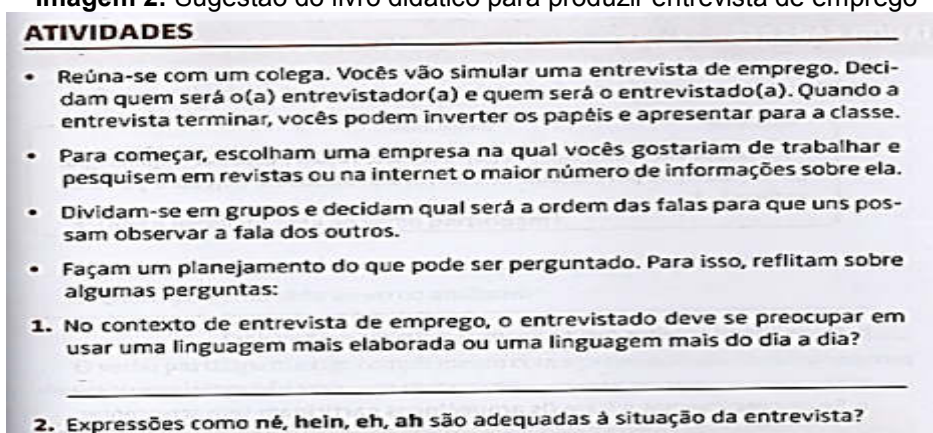 Imagem 2: Sugestão do livro didático para produzir entrevista de emprego
ATIVIDADES
• Reúna-se com um colega. Vocês vão simular uma entrevista de emprego. Deci-
dam quem será o(a) entrevistador(a) e quem será o entrevistado(a). Quando a
entrevista terminar, vocês podem inverter os papéis e apresentar para a classe.
• Para começar, escolham uma empresa na qual vocês gostariam de trabalhar e
pesquisem em revistas ou na internet o maior número de informações sobre ela.
• Dividam-se em grupos e decidam qual será a ordem das falas para que uns pos-
sam observar a fala dos outros.
• Façam um planejamento do que pode ser perguntado. Para isso, reflitam sobre
algumas perguntas:
1. No contexto de entrevista de emprego, o entrevistado deve se preocupar em
usar uma linguagem mais elaborada ou uma linguagem mais do dia a dia?
2. Expressões como né, hein, eh, ah são adequadas à situação da entrevista?